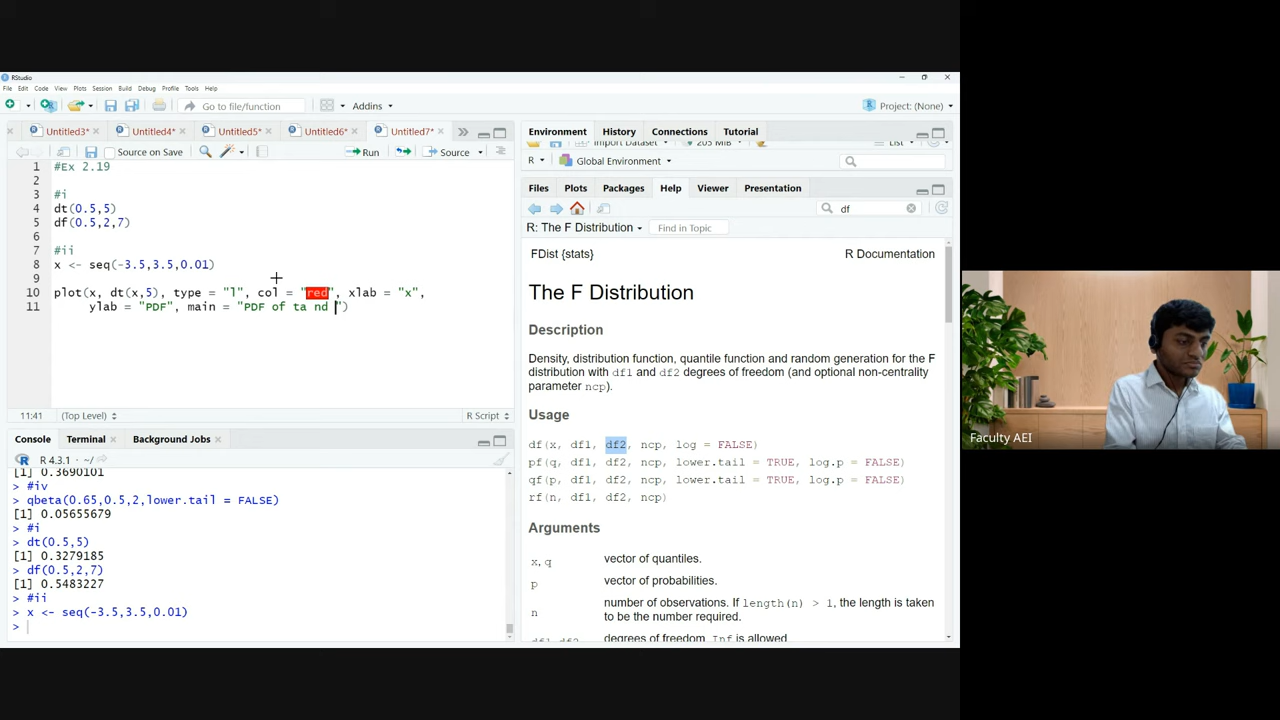 RStudio
File Edit Code View Plots Session Build Debug Profile Tools Help
Go to file/function Addins Project: (None)
Untitled3* Untitled4* Untitled5* Untitled6* Untitled7*
Source on Save Run Source
1 #Ex 2.19
2
3 #i
4 dt(0.5,5)
5 df(0.5,2,7)
6
7 #ii
8 x <- seq(-3.5,3.5,0.01)
9
10 plot(x, dt(x,5), type = "l", col = "red", xlab = "x",
11 ylab = "PDF", main = "PDF of ta nd ")
11:41 (Top Level) R Script
Console Terminal Background Jobs
R 4.3.1 · ~/
[1] 0.3690101
> #iv
> qbeta(0.65,0.5,2,lower.tail = FALSE)
[1] 0.05655679
> #i
> dt(0.5,5)
[1] 0.3279185
> df(0.5,2,7)
[1] 0.5483227
> #ii
> x <- seq(-3.5,3.5,0.01)
>
Environment History Connections Tutorial
Import Dataset 205 MiB List
R Global Environment
Files Plots Packages Help Viewer Presentation
df
R: The F Distribution Find in Topic
FDist {stats} R Documentation
The F Distribution
Description
Density, distribution function, quantile function and random generation for the F
distribution with df1 and df2 degrees of freedom (and optional non-centrality
parameter ncp).
Usage
df(x, df1, df2, ncp, log = FALSE)
pf(q, df1, df2, ncp, lower.tail = TRUE, log.p = FALSE)
qf(p, df1, df2, ncp, lower.tail = TRUE, log.p = FALSE)
rf(n, df1, df2, ncp)
Arguments
x, q vector of quantiles.
p vector of probabilities.
n number of observations. If length(n) > 1, the length is taken
to be the number required.
df1, df2 degrees of freedom. Inf is allowed.
Faculty AEI